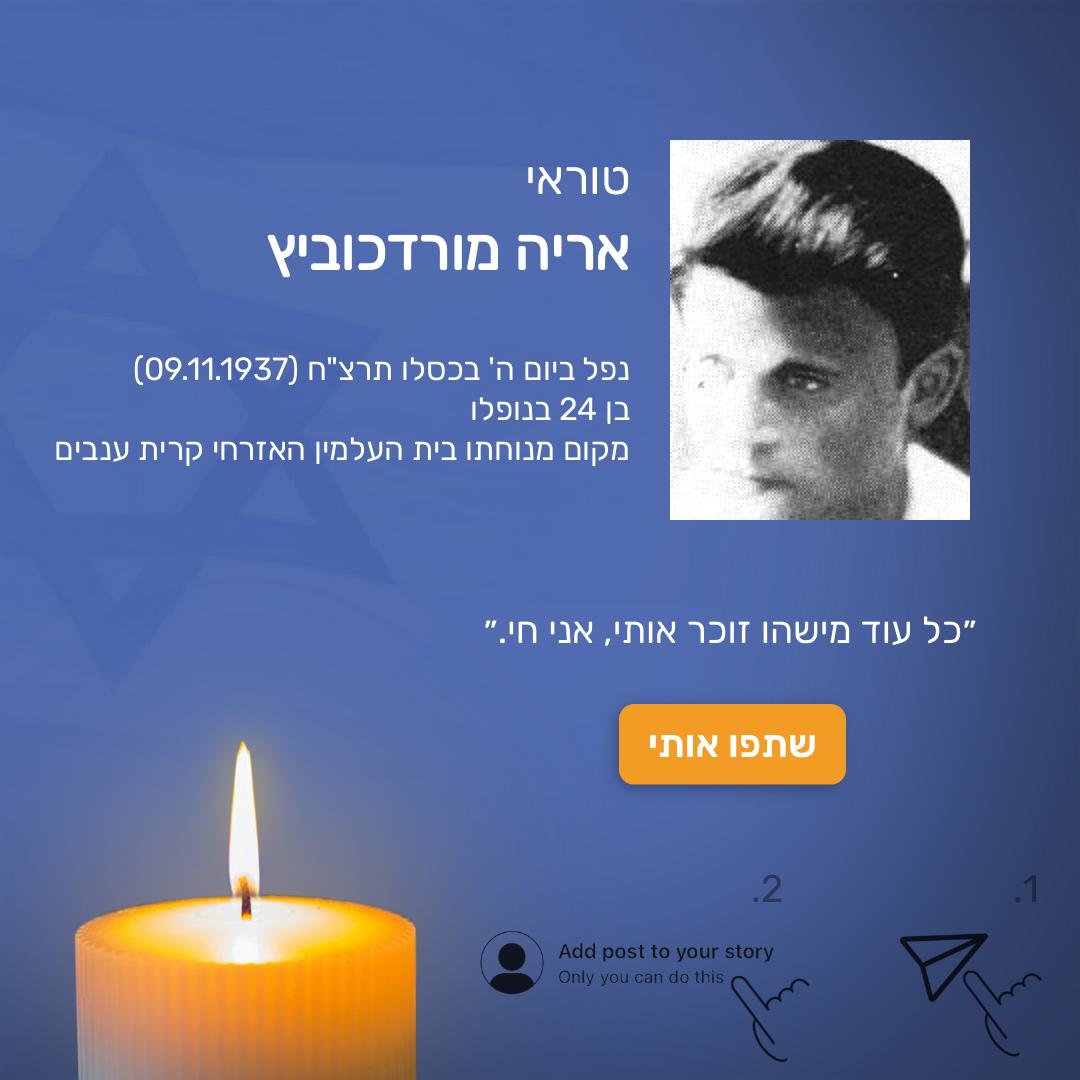 טוראי
אריה מורדכוביץ
נפל ביום ה' בכסלו תרצ"ח (09.11.1937)
בן 24 בנופלו
מקום מנוחתו בית העלמין האזרחי קרית ענבים
״כל עוד מישהו זוכר אותי, אני חי.״
שתפו אותי
1.
2.
Add post to your story
Only you can do this